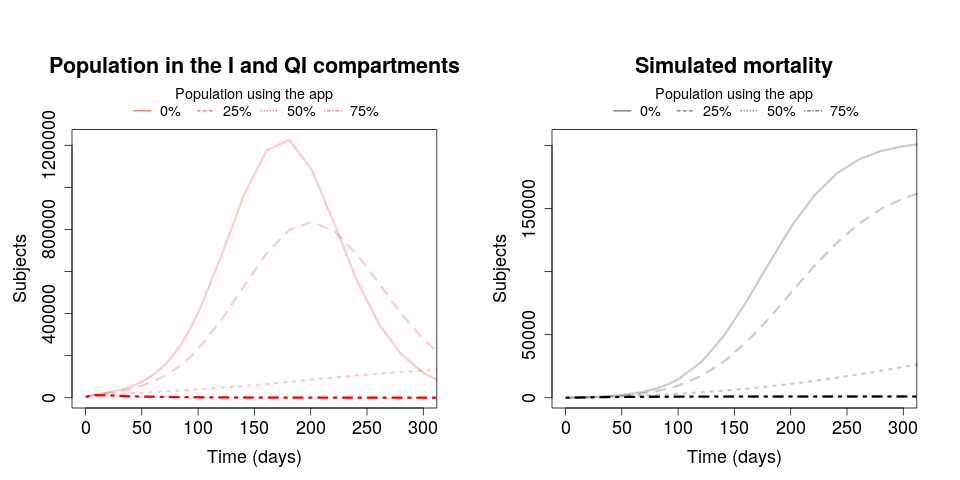 Population in the I and QI compartments
Population using the app
0% 25% 50% 75%
Subjects
0 400000 800000 1200000
0 50 100 150 200 250 300
Time (days)
Simulated mortality
Population using the app
0% 25% 50% 75%
Subjects
0 50000 150000
0 50 100 150 200 250 300
Time (days)